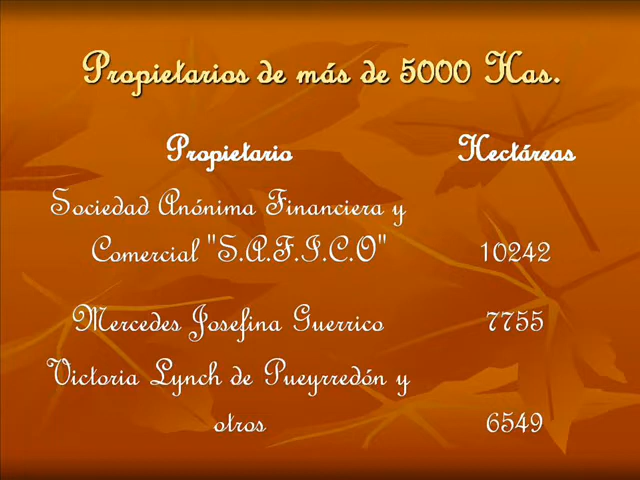 Propietarios de más de 5000 Has.
Propietario Hectáreas
Sociedad Anónima Financiera y
Comercial "S.A.F.I.C.O" 10242
Mercedes Josefina Guerrico 7755
Victoria Lynch de Pueyrredón y
otros 6549